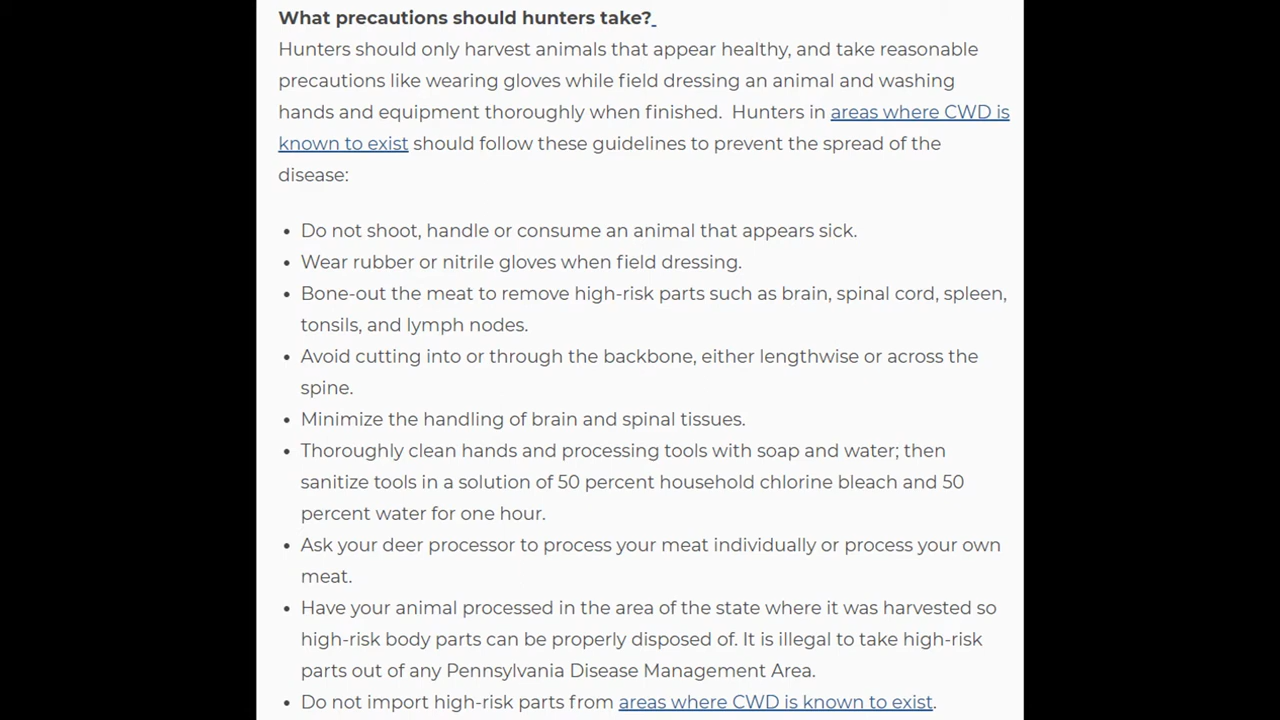 What precautions should hunters take?
Hunters should only harvest animals that appear healthy, and take reasonable
precautions like wearing gloves while field dressing an animal and washing
hands and equipment thoroughly when finished.  Hunters in areas where CWD is
known to exist should follow these guidelines to prevent the spread of the
disease:
• Do not shoot, handle or consume an animal that appears sick.
• Wear rubber or nitrile gloves when field dressing.
• Bone-out the meat to remove high-risk parts such as brain, spinal cord, spleen,
tonsils, and lymph nodes.
• Avoid cutting into or through the backbone, either lengthwise or across the
spine.
• Minimize the handling of brain and spinal tissues.
• Thoroughly clean hands and processing tools with soap and water; then
sanitize tools in a solution of 50 percent household chlorine bleach and 50
percent water for one hour.
• Ask your deer processor to process your meat individually or process your own
meat.
• Have your animal processed in the area of the state where it was harvested so
high-risk body parts can be properly disposed of. It is illegal to take high-risk
parts out of any Pennsylvania Disease Management Area.
• Do not import high-risk parts from areas where CWD is known to exist.